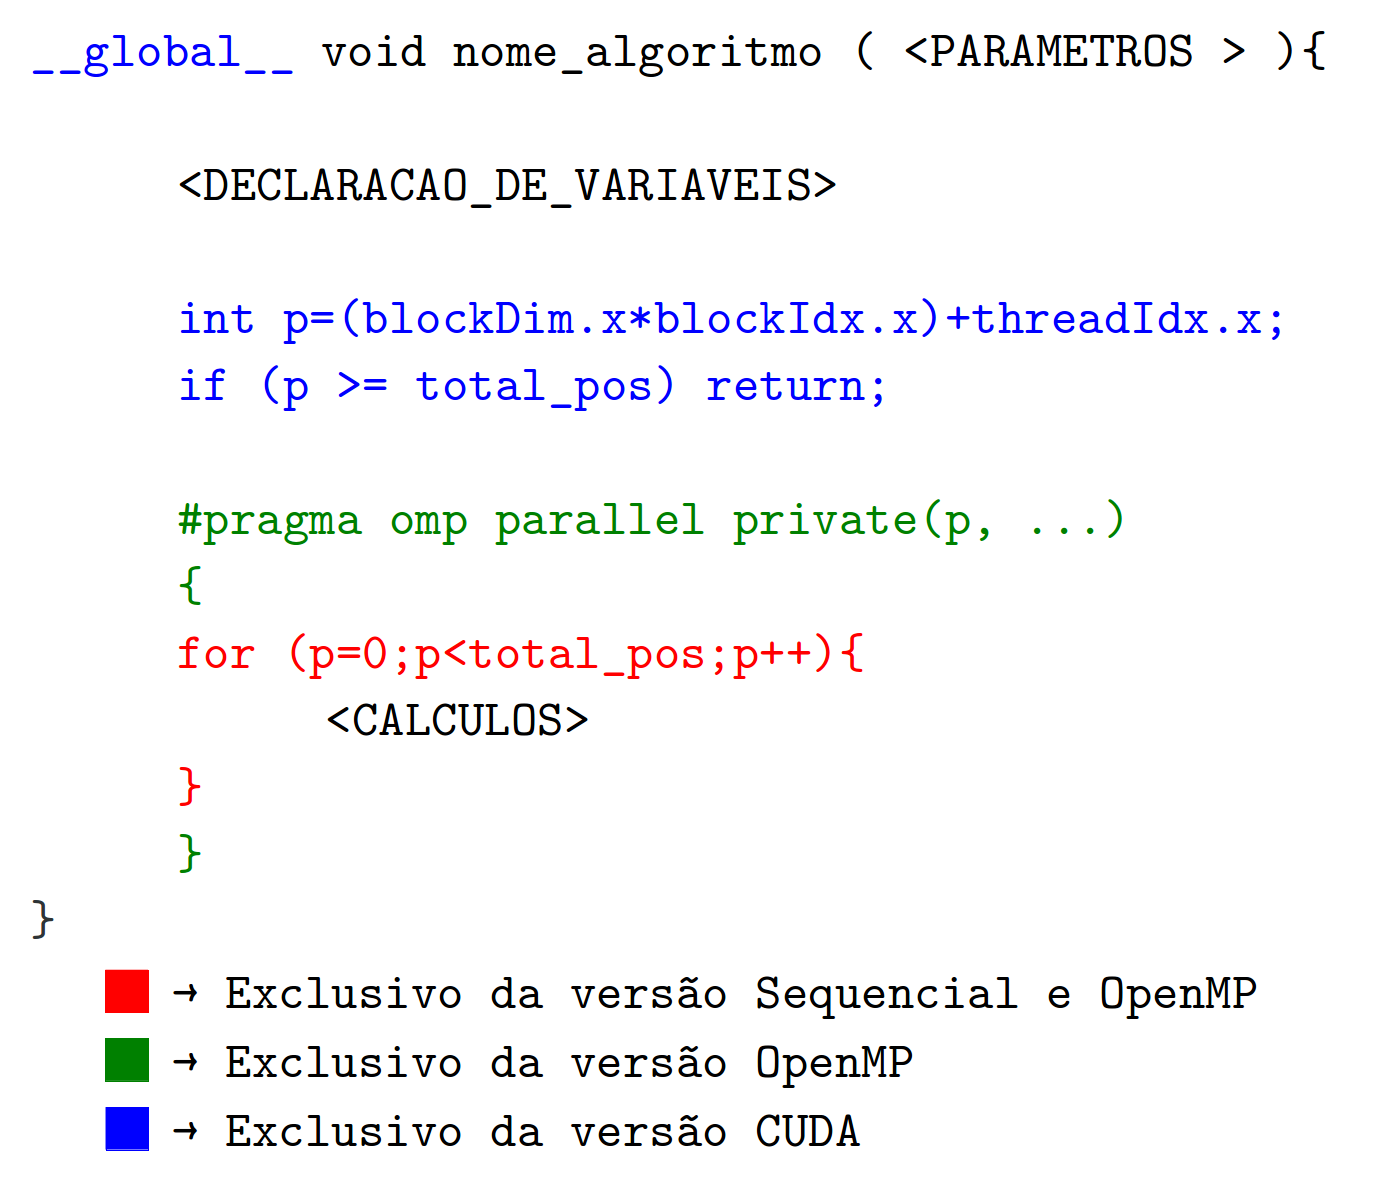 __global__ void nome_algoritmo ( <PARAMETROS > ){
<DECLARACAO_DE_VARIAVEIS>
int p=(blockDim.x*blockIdx.x)+threadIdx.x;
if (p >= total_pos) return;
#pragma omp parallel private(p, ...)
{
for (p=0;p<total_pos;p++){
<CALCULOS>
}
}
}
→ Exclusivo da versão Sequencial e OpenMP
→ Exclusivo da versão OpenMP
→ Exclusivo da versão CUDA